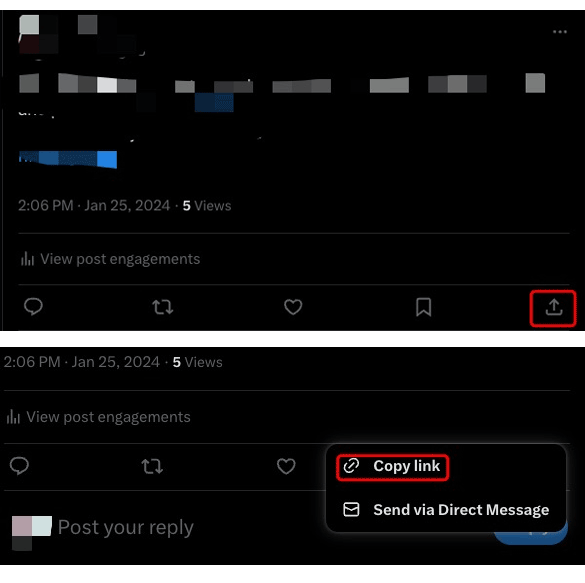 2:06 PM · Jan 25, 2024 · 5 Views
View post engagements
2:06 PM · Jan 25, 2024 · 5 Views
View post engagements
Copy link
Send via Direct Message
Post your reply